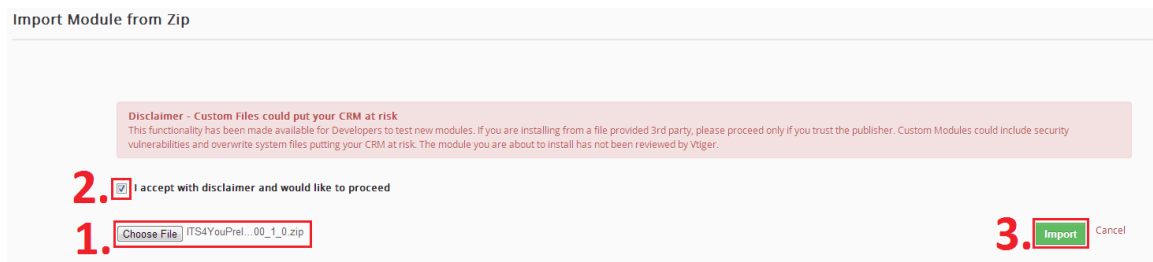 Import Module from Zip
Disclaimer - Custom Files could put your CRM at risk
This functionality has been made available for Developers to test new modules. If you are installing from a file provided 3rd party, please proceed only if you trust the publisher. Custom Modules could include security
vulnerabilities and overwrite system files putting your CRM at risk. The module you are about to install has not been reviewed by Vtiger.
2. I accept with disclaimer and would like to proceed
1. Choose File ITS4YouPrel...00_1_0.zip
3. Import Cancel